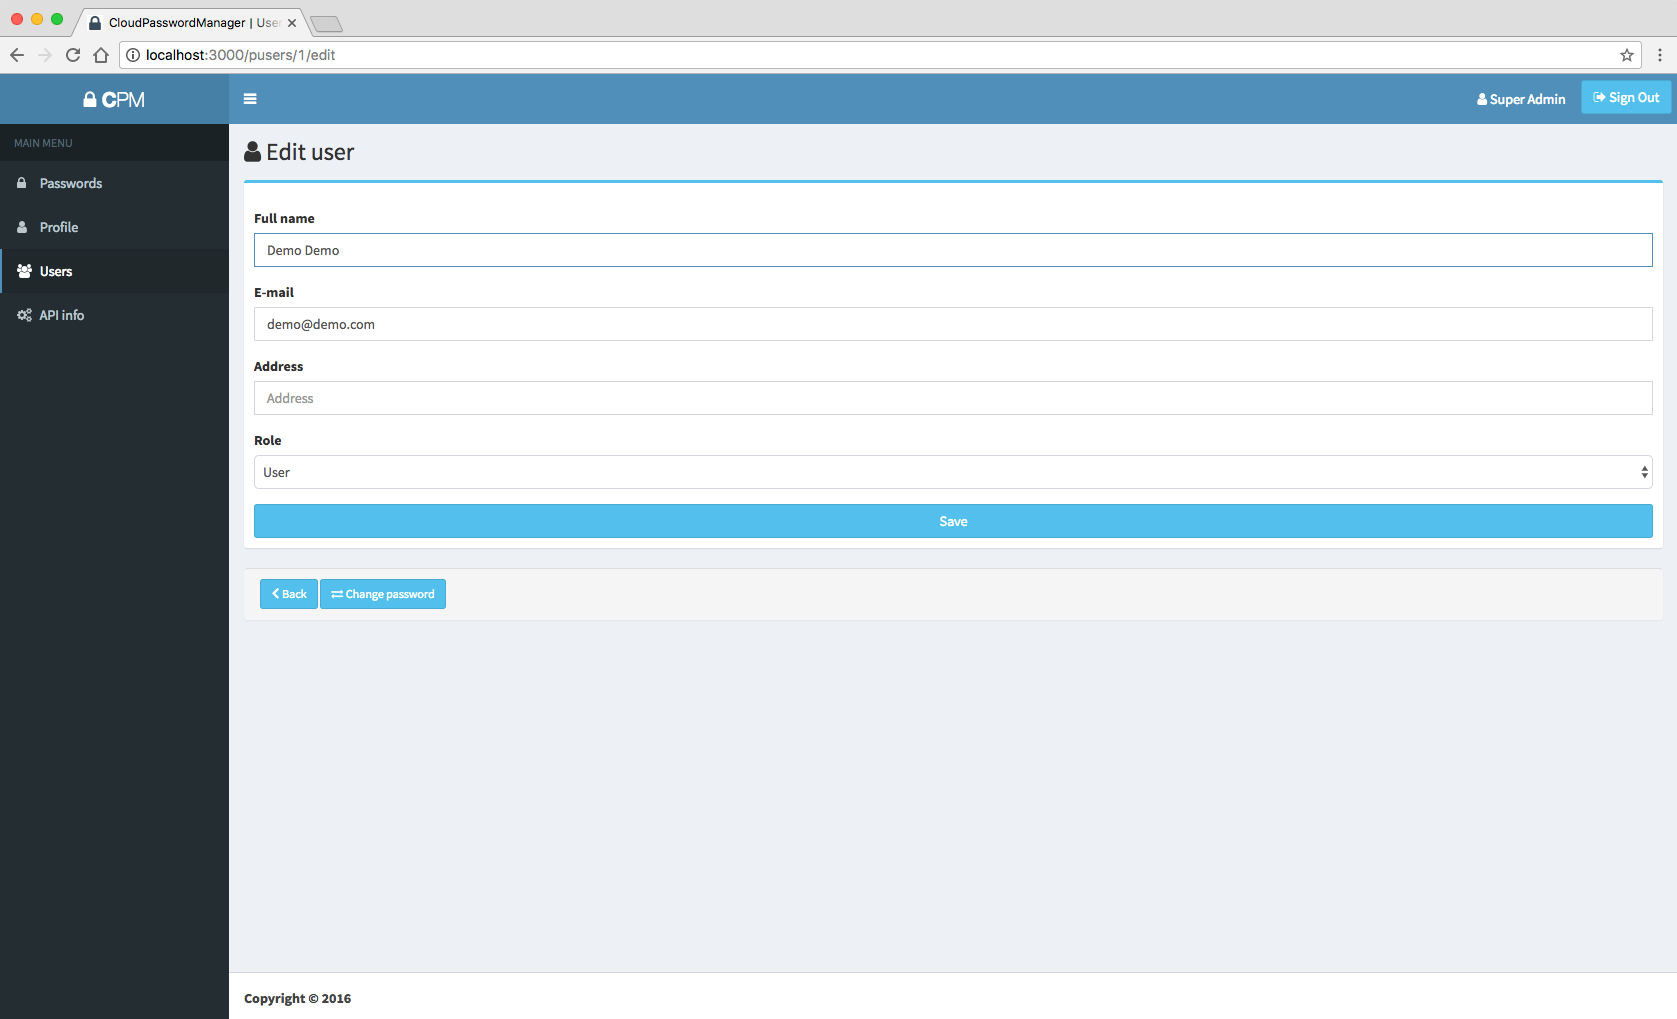 CloudPasswordManager | User
localhost:3000/pusers/1/edit
CPM
Super Admin
Sign Out
MAIN MENU
Passwords
Profile
Users
API info
Edit user
Full name
Demo Demo
E-mail
demo@demo.com
Address
Address
Role
User
Save
Back
Change password
Copyright © 2016